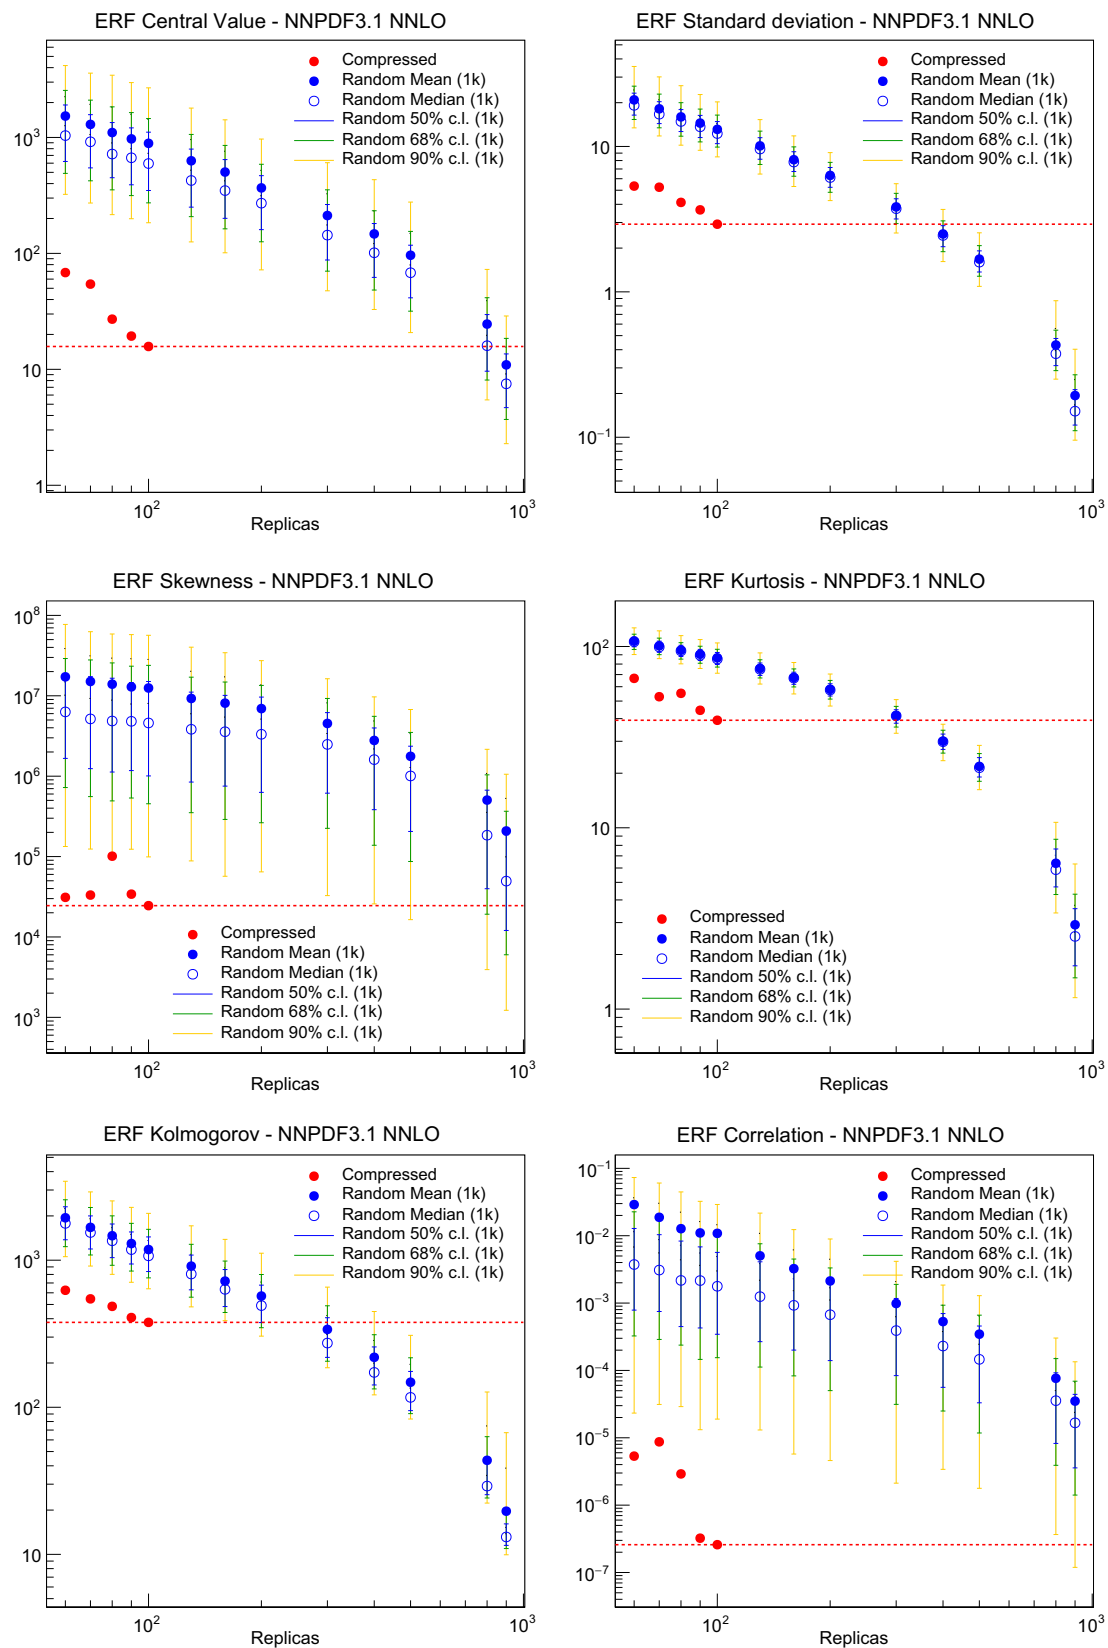 ERF Central Value - NNPDF3.1 NNLO
Compressed
Random Mean (1k)
Random Median (1k)
Random 50% c.l. (1k)
Random 68% c.l. (1k)
Random 90% c.l. (1k)
10³
10²
10
1
10² 10³
Replicas
ERF Standard deviation - NNPDF3.1 NNLO
Compressed
Random Mean (1k)
Random Median (1k)
Random 50% c.l. (1k)
Random 68% c.l. (1k)
Random 90% c.l. (1k)
10
1
10⁻¹
10² 10³
Replicas
ERF Skewness - NNPDF3.1 NNLO
10⁸
10⁷
10⁶
10⁵
10⁴
10³
Compressed
Random Mean (1k)
Random Median (1k)
Random 50% c.l. (1k)
Random 68% c.l. (1k)
Random 90% c.l. (1k)
10² 10³
Replicas
ERF Kurtosis - NNPDF3.1 NNLO
10²
10
1
Compressed
Random Mean (1k)
Random Median (1k)
Random 50% c.l. (1k)
Random 68% c.l. (1k)
Random 90% c.l. (1k)
10² 10³
Replicas
ERF Kolmogorov - NNPDF3.1 NNLO
Compressed
Random Mean (1k)
Random Median (1k)
Random 50% c.l. (1k)
Random 68% c.l. (1k)
Random 90% c.l. (1k)
10³
10²
10
10² 10³
Replicas
ERF Correlation - NNPDF3.1 NNLO
Compressed
Random Mean (1k)
Random Median (1k)
Random 50% c.l. (1k)
Random 68% c.l. (1k)
Random 90% c.l. (1k)
10⁻¹
10⁻²
10⁻³
10⁻⁴
10⁻⁵
10⁻⁶
10⁻⁷
10² 10³
Replicas